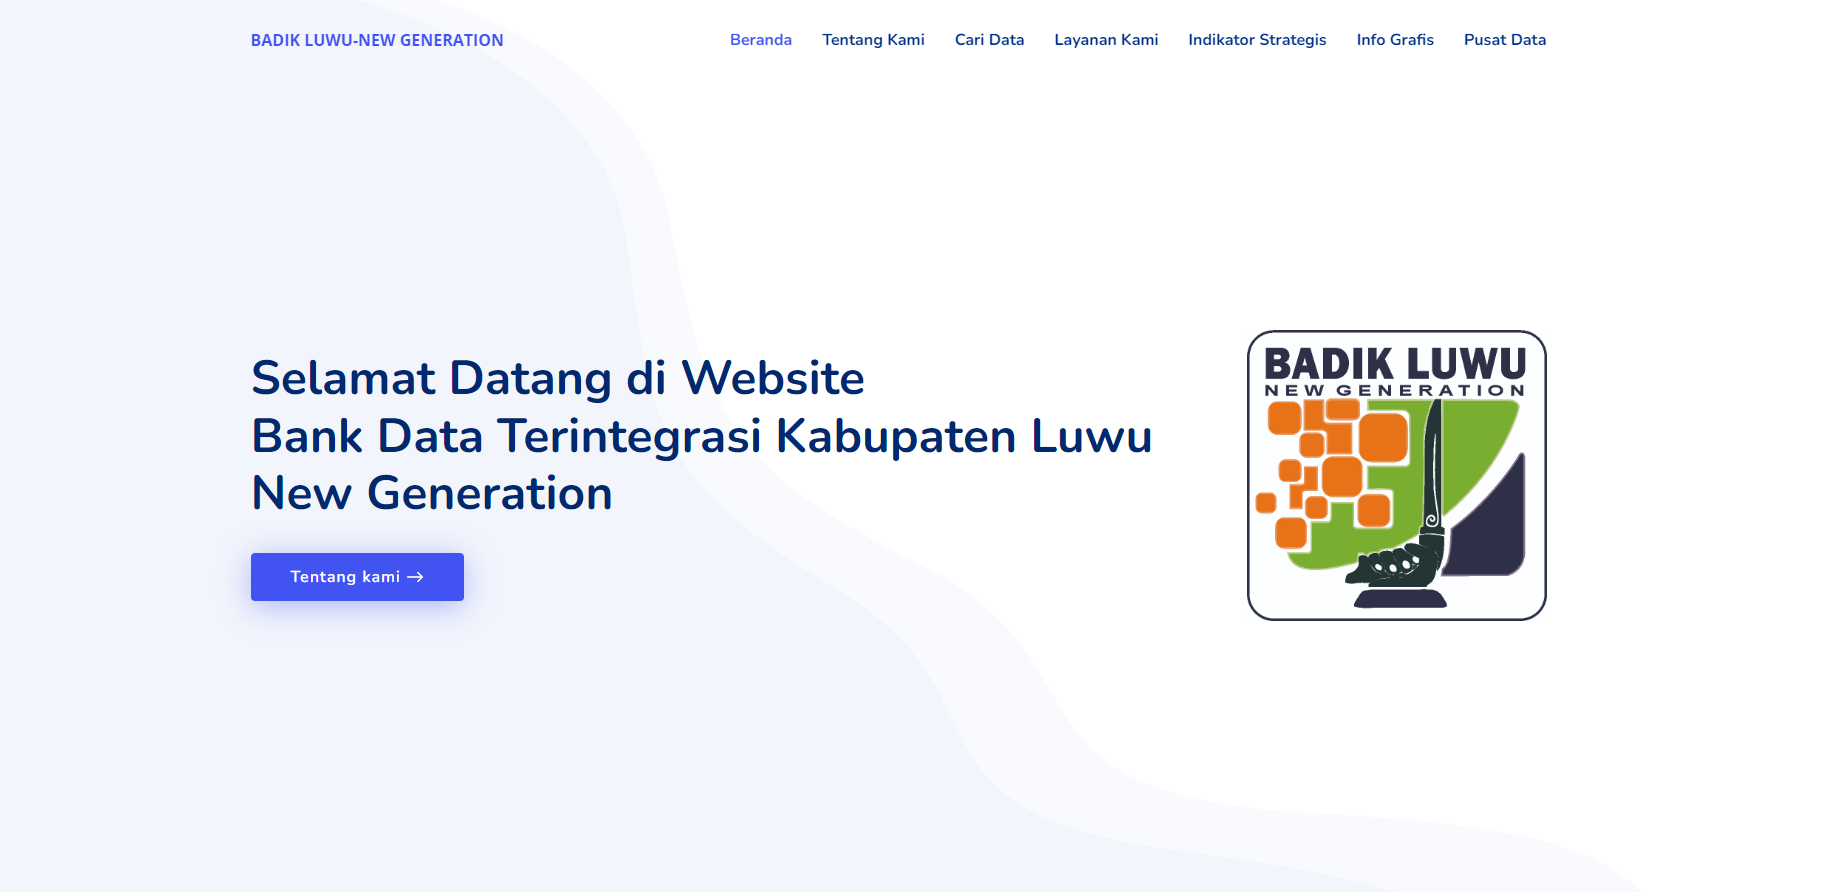 BADIK LUWU-NEW GENERATION
Beranda Tentang Kami Cari Data Layanan Kami Indikator Strategis Info Grafis Pusat Data
Selamat Datang di Website
Bank Data Terintegrasi Kabupaten Luwu
New Generation
Tentang kami →
BADIK LUWU
NEW GENERATION